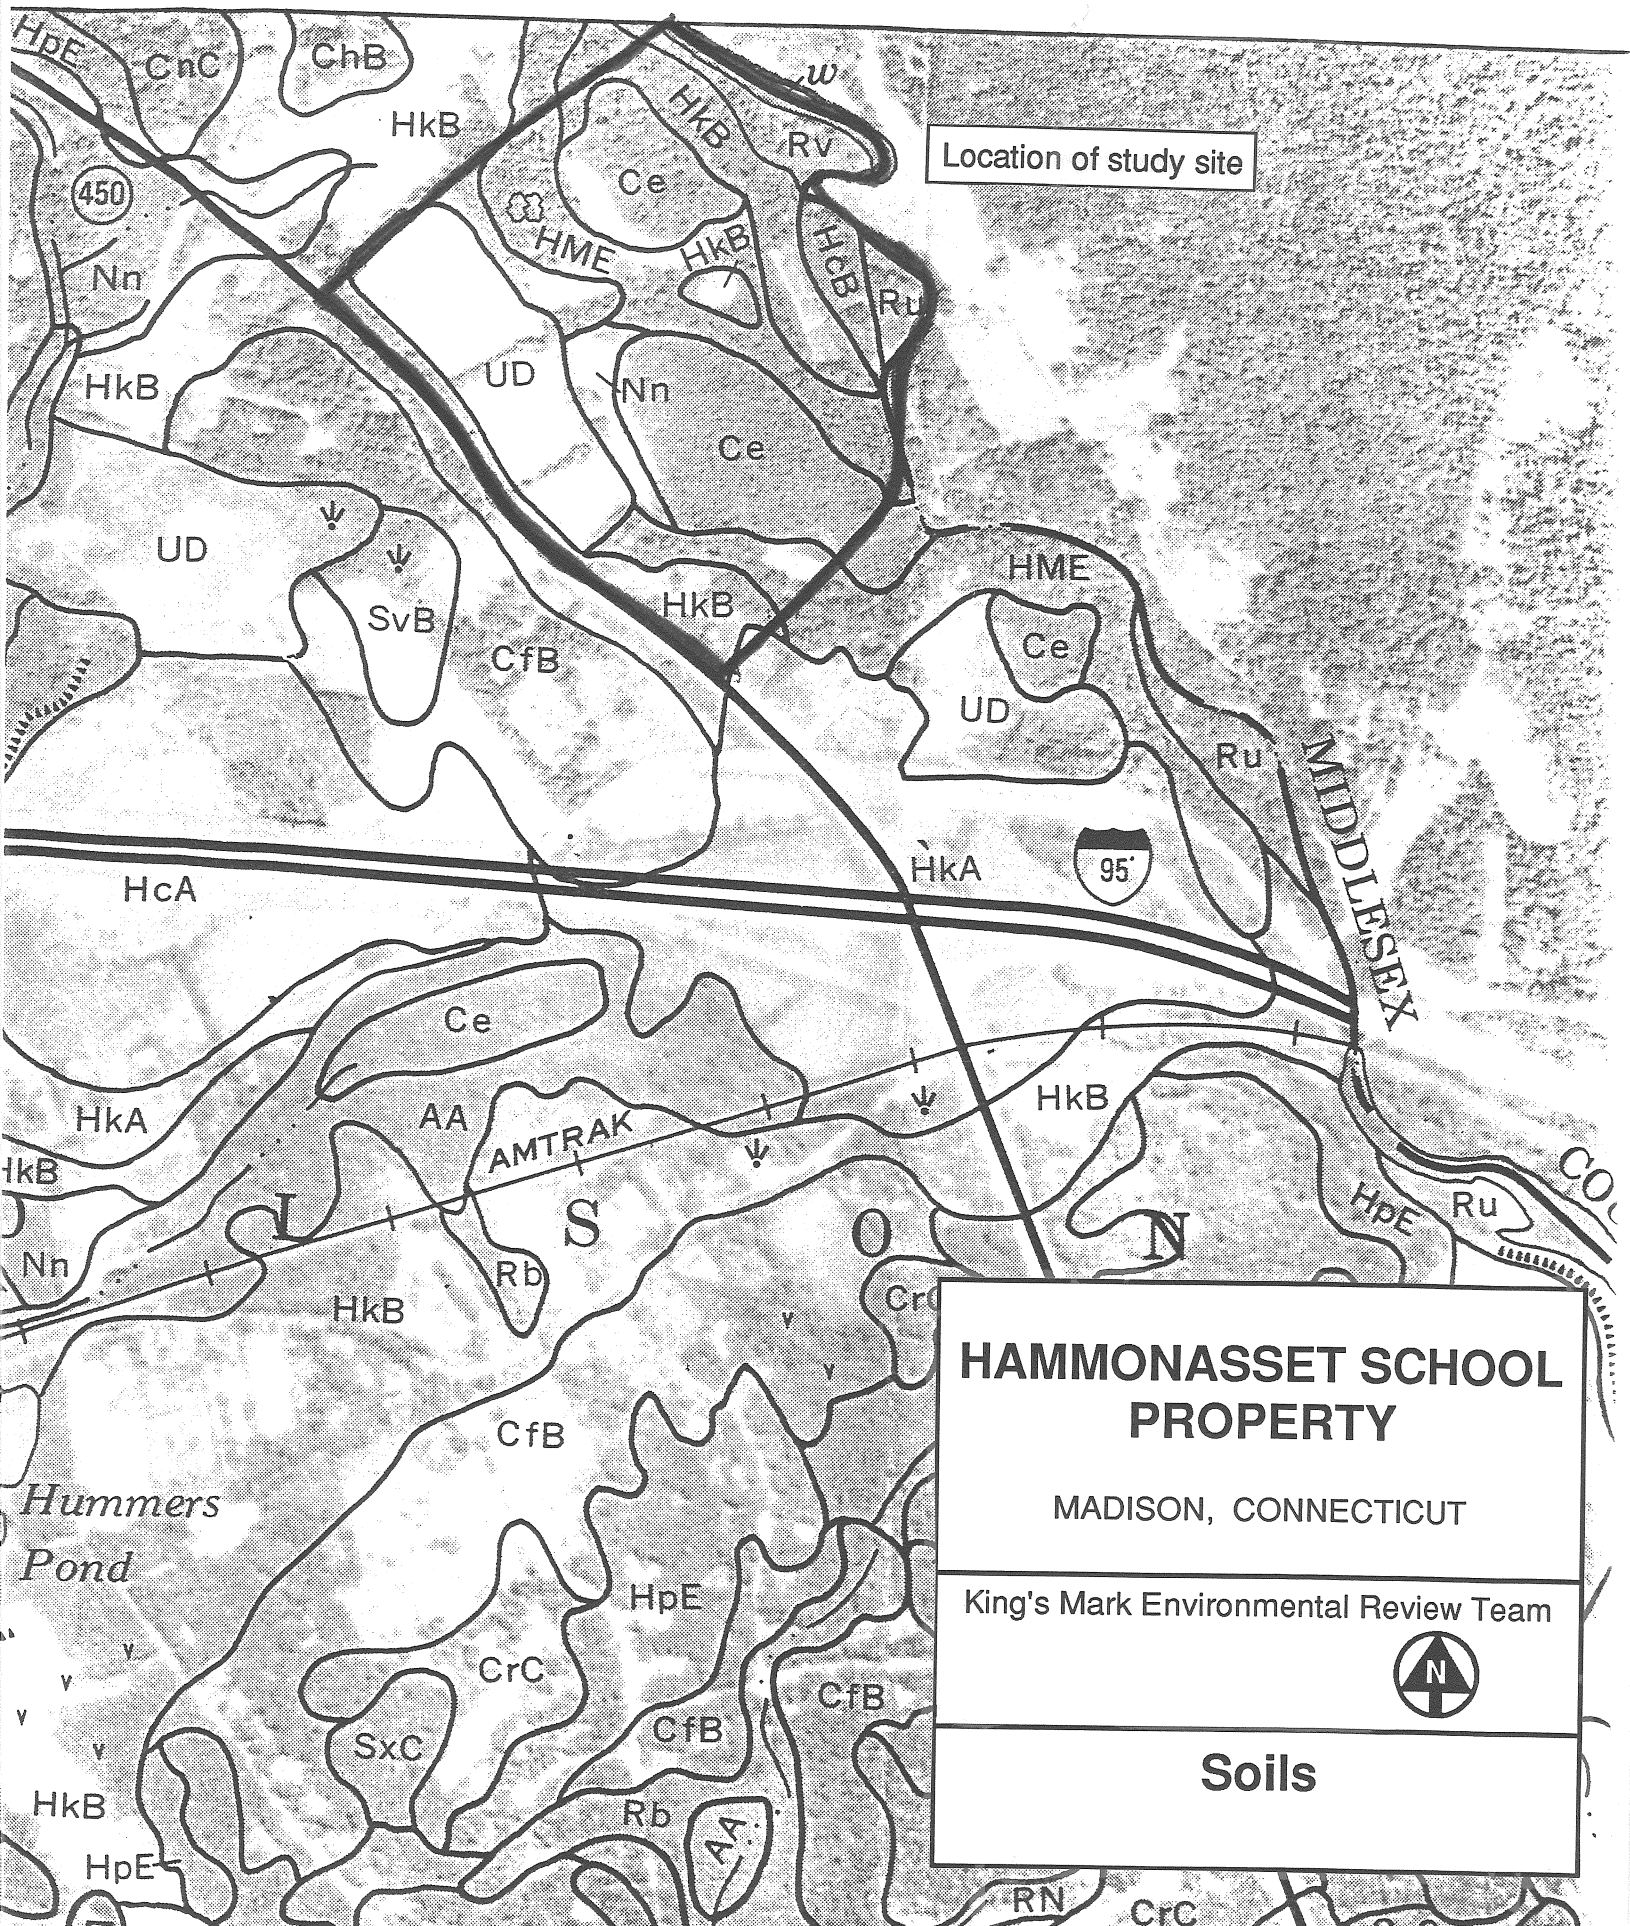 HpE
CnC
ChB
HkB
w
HkB
Rv
Location of study site
450
Ce
HME
HkB
HcB
Nn
Ru
HkB
UD
Nn
Ce
UD
HME
SvB
HkB
CfB
Ce
UD
Ru
MIDDLESEX
HkA
95
HcA
Ce
HkA
AA
HkB
AMTRAK
HkB
L S O N
HpE
Ru
Nn
Rb
HkB
CrC
HAMMONASSET SCHOOL
PROPERTY
CfB
MADISON, CONNECTICUT
Hummers
Pond
King's Mark Environmental Review Team
N
HpE
CrC
CfB
CfB
SxC
Soils
HkB
Rb
AA
HpE
RN
CrC